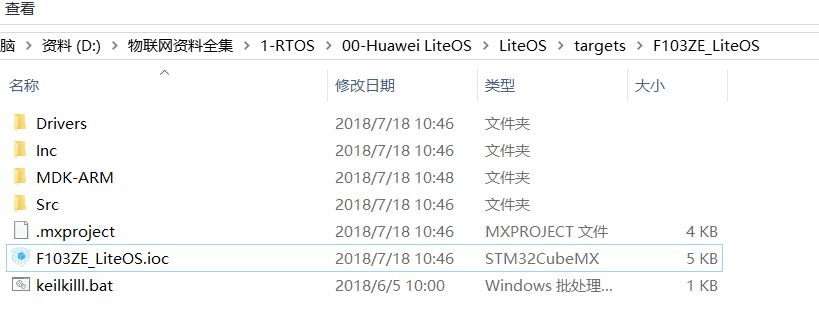 查看
脑 > 资料 (D:) > 物联网资料全集 > 1-RTOS > 00-Huawei LiteOS > LiteOS > targets > F103ZE_LiteOS
名称 修改日期 类型 大小
Drivers 2018/7/18 10:46 文件夹
Inc 2018/7/18 10:46 文件夹
MDK-ARM 2018/7/18 10:48 文件夹
Src 2018/7/18 10:46 文件夹
.mxproject 2018/7/18 10:46 MXPROJECT 文件 4 KB
F103ZE_LiteOS.ioc 2018/7/18 10:46 STM32CubeMX 5 KB
keilkilll.bat 2018/6/5 10:00 Windows 批处理... 1 KB